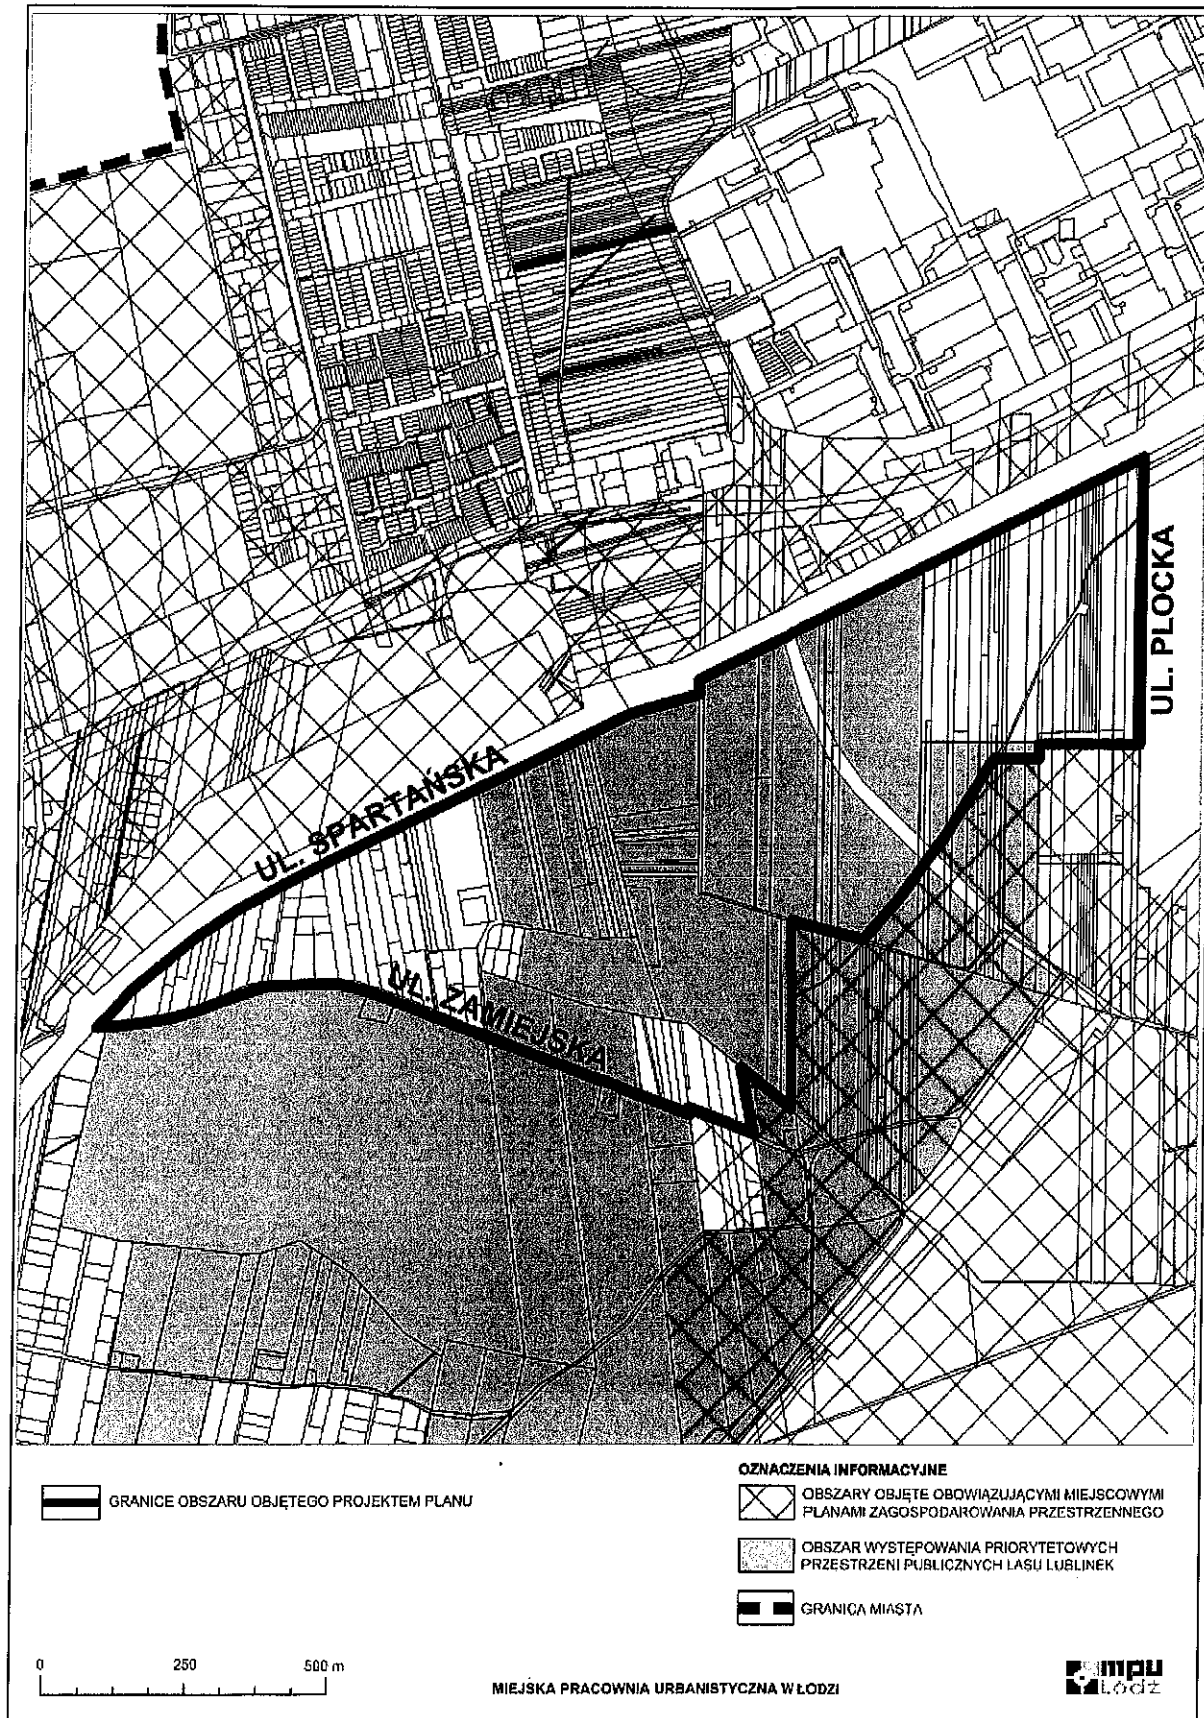 UL. PŁOCKA
UL. SPARTAŃSKA
UL. ZAMIEJSKA
GRANICE OBSZARU OBJĘTEGO PROJEKTEM PLANU
OZNACZENIA INFORMACYJNE
OBSZARY OBJĘTE OBOWIĄZUJĄCYMI MIEJSCOWYMI
PLANAMI ZAGOSPODAROWANIA PRZESTRZENNEGO
OBSZAR WYSTĘPOWANIA PRIORYTETOWYCH
PRZESTRZENI PUBLICZNYCH LASU LUBLINEK
GRANICA MIASTA
0 250 500 m
MIEJSKA PRACOWNIA URBANISTYCZNA W ŁODZI
mpu
Łódź